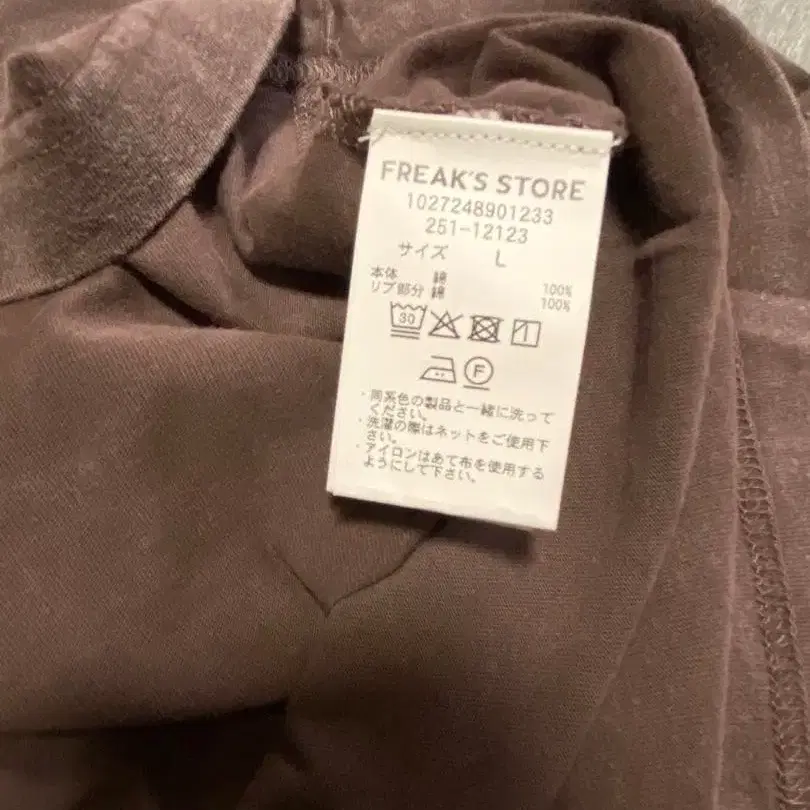 FREAK'S STORE
1027248901233
251-12123
サイズ L
本体 綿 100%
リブ部分 綿 100%
30
F
・同系色の製品と一緒に洗って
ください。
・洗濯の際はネットをご使用下
さい。
・アイロンはあて布を使用する
ようにして下さい。